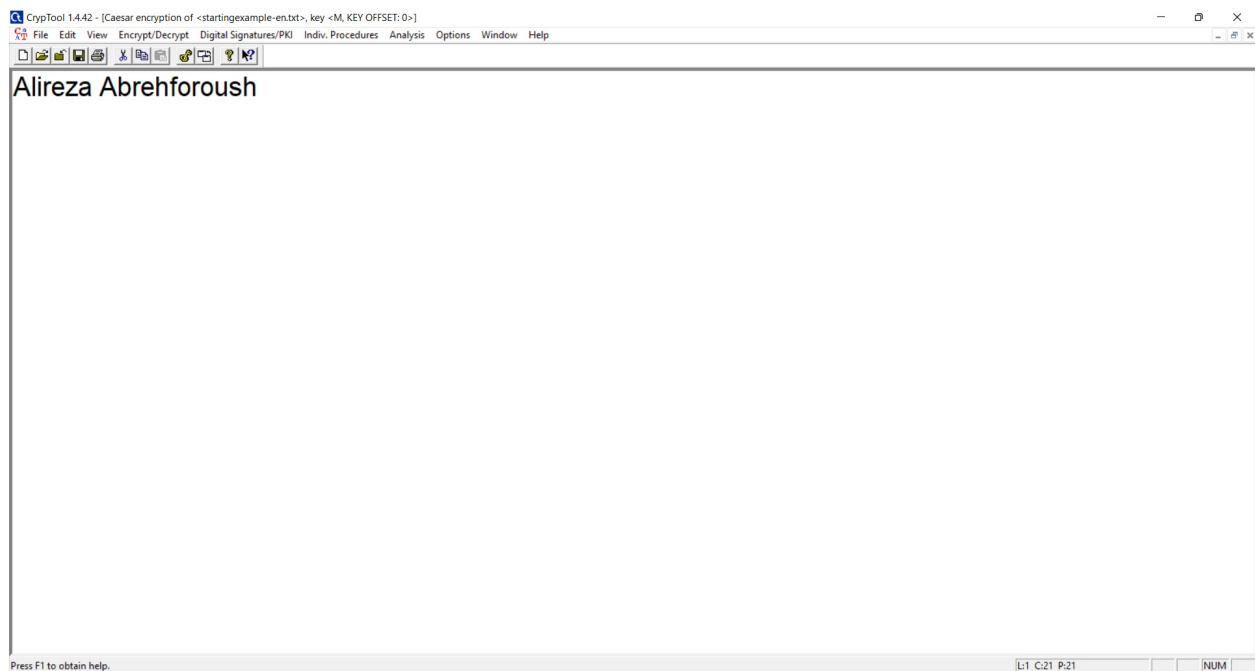 CrypTool 1.4.42 - [Caesar encryption of <startingexample-en.txt>, key <M, KEY OFFSET: 0>]
File Edit View Encrypt/Decrypt Digital Signatures/PKI Indiv. Procedures Analysis Options Window Help
Alireza Abrehforoush
Press F1 to obtain help.
L:1 C:21 P:21
NUM